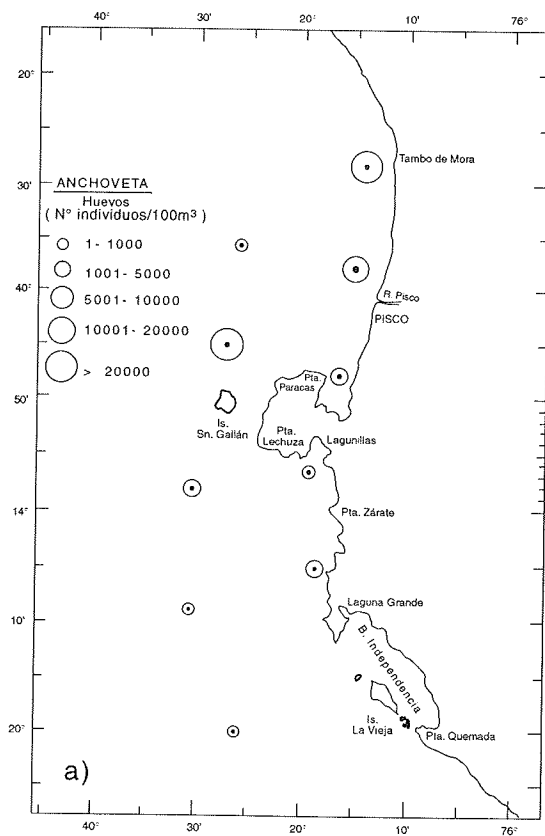 40' 30' 20' 10' 76°
20'
Tambo de Mora
30'
ANCHOVETA
Huevos
( N° individuos/100m³ )
1- 1000
1001- 5000
5001- 10000
10001- 20000
> 20000
40'
R. Pisco
PISCO
Pta.
Paracas
50'
Is.
Sn. Gallán
Pta.
Lechuza
Lagunillas
14°
Pta. Zárate
Laguna Grande
10'
B. Independencia
Is.
La Vieja
Pta. Quemada
20'
a)
40' 30' 20' 10' 76°